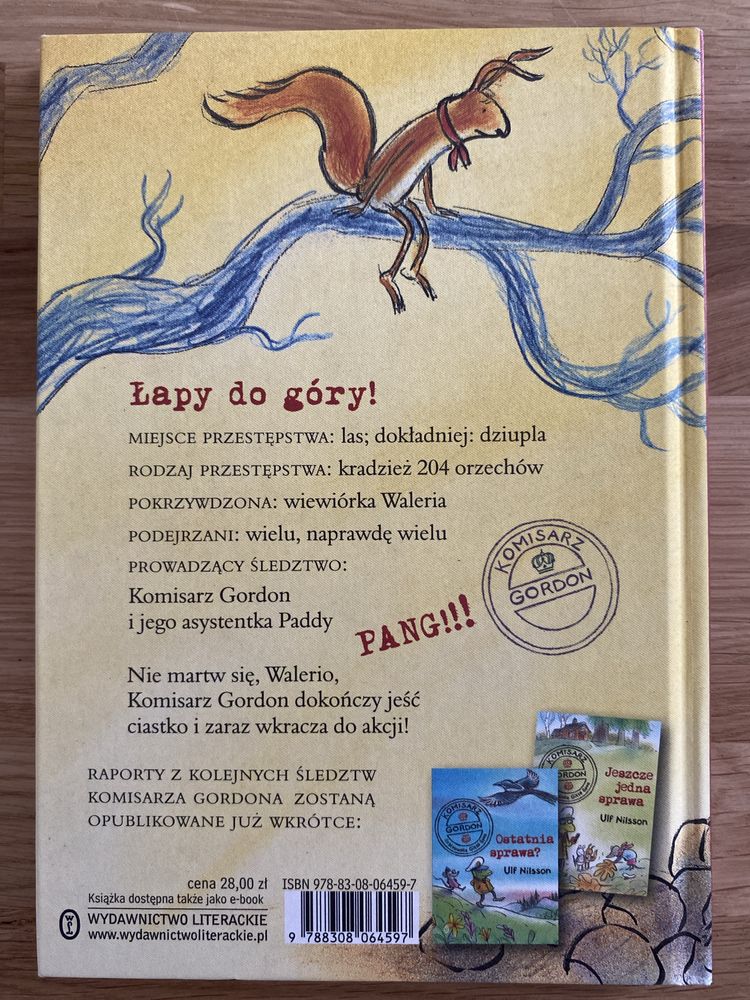 Łapy do góry!
MIEJSCE PRZESTĘPSTWA: las; dokładniej: dziupla
RODZAJ PRZESTĘPSTWA: kradzież 204 orzechów
POKRZYWDZONA: wiewiórka Waleria
PODEJRZANI: wielu, naprawdę wielu
PROWADZĄCY ŚLEDZTWO:
Komisarz Gordon
i jego asystentka Paddy
PANG!!!
KOMISARZ
GORDON
Nie martw się, Walerio,
Komisarz Gordon dokończy jeść
ciastko i zaraz wkracza do akcji!
RAPORTY Z KOLEJNYCH ŚLEDZTW
KOMISARZA GORDONA ZOSTANĄ
OPUBLIKOWANE JUŻ WKRÓTCE:
KOMISARZ
GORDON
Ostatnia
sprawa?
Ulf Nilsson
KOMISARZ
GORDON
Jeszcze
jedna
sprawa
Ulf Nilsson
cena 28,00 zł
Książka dostępna także jako e-book
WYDAWNICTWO LITERACKIE
www.wydawnictwoliterackie.pl
ISBN 978-83-08-06459-7
9 788308 064597